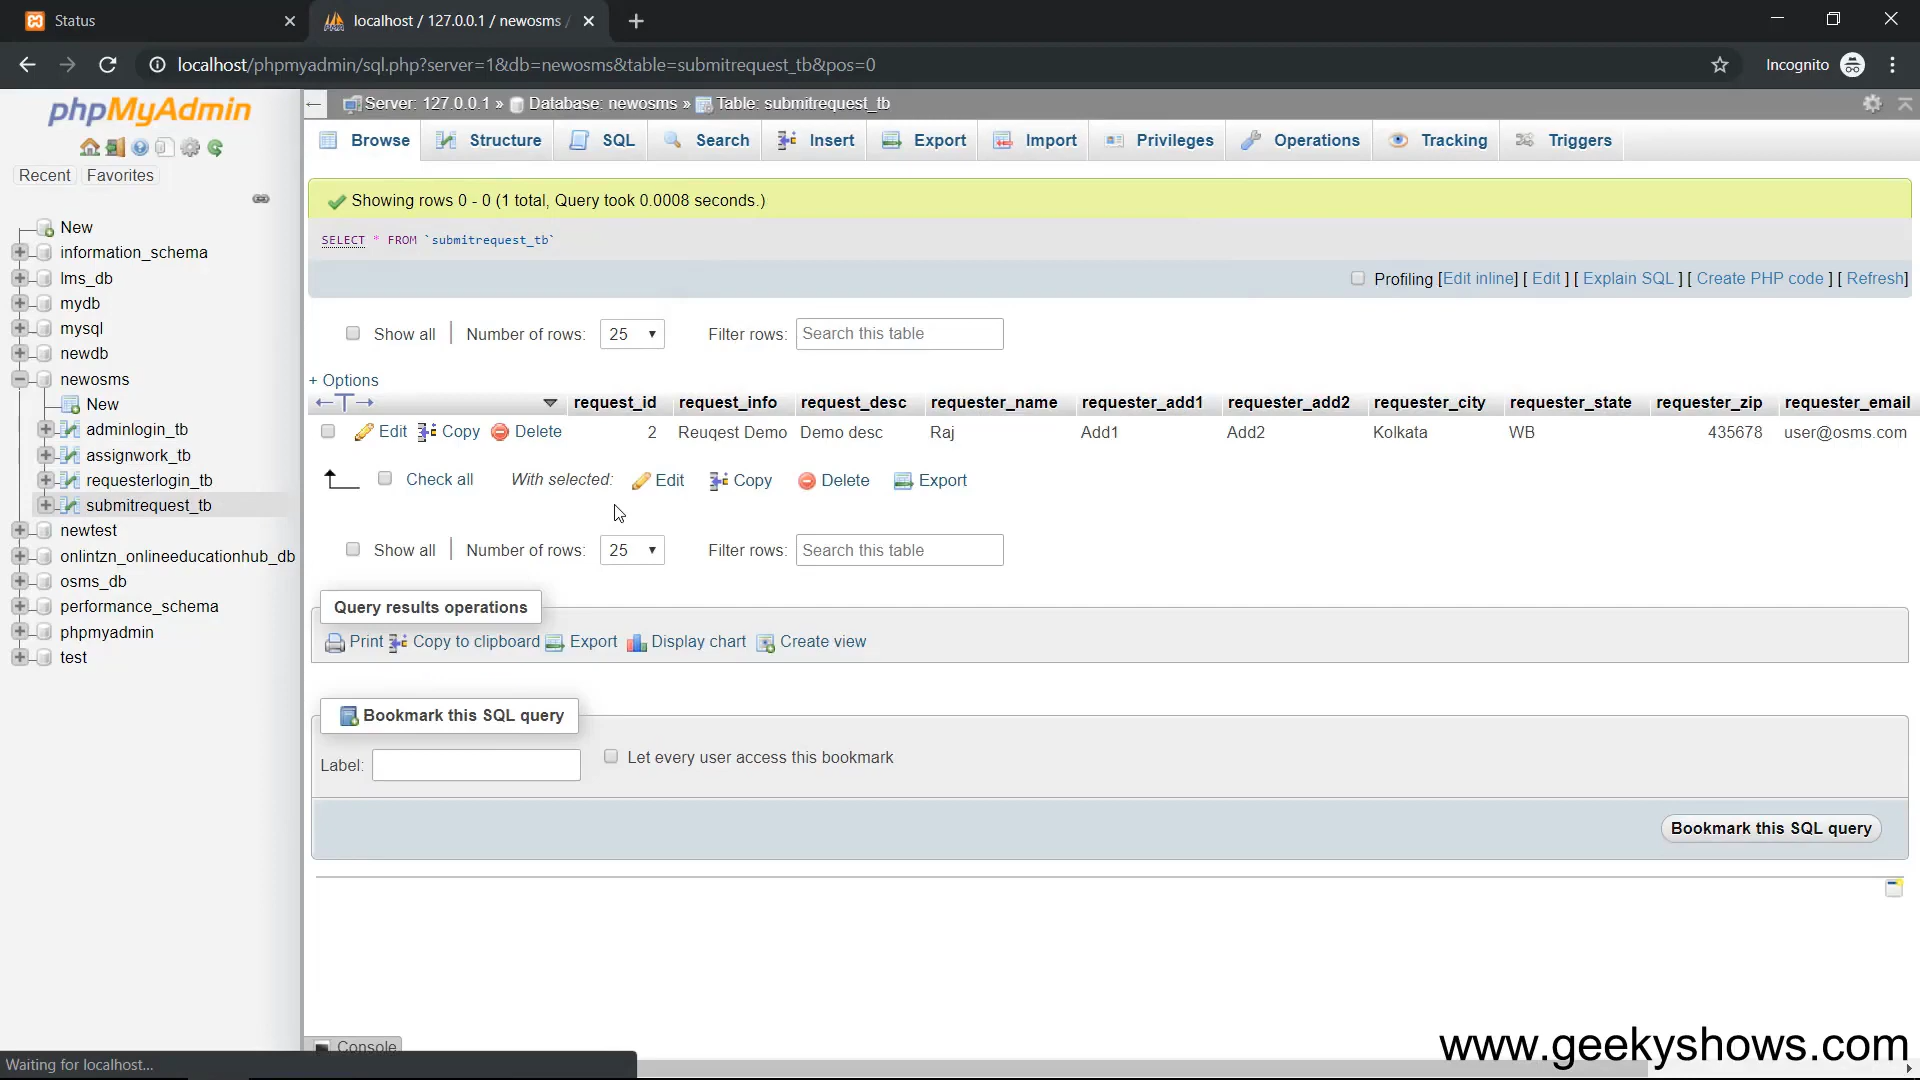 Status
localhost / 127.0.0.1 / newosms /
localhost/phpmyadmin/sql.php?server=1&db=newosms&table=submitrequest_tb&pos=0
Incognito
phpMyAdmin
Recent Favorites
New
information_schema
lms_db
mydb
mysql
newdb
newosms
New
adminlogin_tb
assignwork_tb
requesterlogin_tb
submitrequest_tb
newtest
onlintzn_onlineeducationhub_db
osms_db
performance_schema
phpmyadmin
test
Server: 127.0.0.1 » Database: newosms » Table: submitrequest_tb
Browse Structure SQL Search Insert Export Import Privileges Operations Tracking Triggers
Showing rows 0 - 0 (1 total, Query took 0.0008 seconds.)
SELECT * FROM `submitrequest_tb`
Profiling [Edit inline] [ Edit ] [ Explain SQL ] [ Create PHP code ] [ Refresh]
Show all | Number of rows: 25 Filter rows: Search this table
+ Options
←T→ request_id request_info request_desc requester_name requester_add1 requester_add2 requester_city requester_state requester_zip requester_email
Edit Copy Delete 2 Reuqest Demo Demo desc Raj Add1 Add2 Kolkata WB 435678 user@osms.com
Check all With selected: Edit Copy Delete Export
Show all | Number of rows: 25 Filter rows: Search this table
Query results operations
Print Copy to clipboard Export Display chart Create view
Bookmark this SQL query
Label: Let every user access this bookmark
Bookmark this SQL query
Console
Waiting for localhost...
www.geekyshows.com